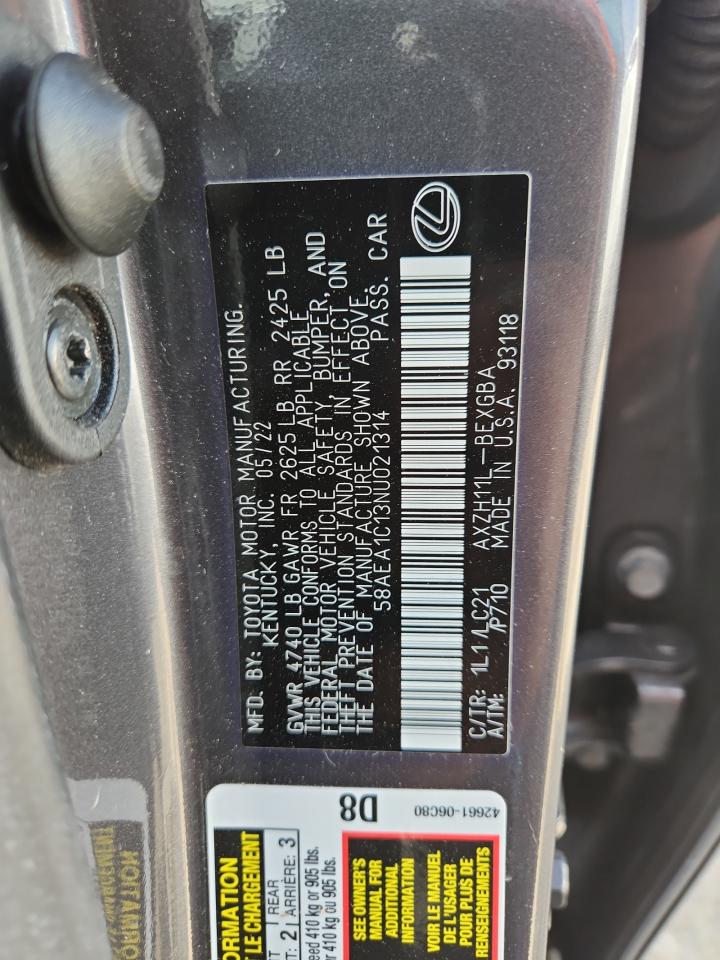 MFD. BY: TOYOTA MOTOR MANUFACTURING.
KENTUCKY, INC. 05/22
GVWR 4740 LB GAWR FR 2625 LB RR 2425 LB
THIS VEHICLE CONFORMS TO ALL APPLICABLE
FEDERAL MOTOR VEHICLE SAFETY, BUMPER, AND
THEFT PREVENTION STANDARDS IN EFFECT ON
THE DATE OF MANUFACTURE SHOWN ABOVE.
58AEA1C13NU021314 PASS. CAR
C/TR: 1L1 /LC21 AXZH11L-BEXGBA
A/TM: /P710 MADE IN U.S.A. 93118
D8
42661-06C80
LE CHARGEMENT
REAR
2 ARRIÈRE: 3
410 kg or 905 lbs.
410 kg ou 905 lbs.
SEE OWNER'S
MANUAL FOR
ADDITIONAL
INFORMATION
VOIR LE MANUEL
DE L'USAGER
POUR PLUS DE
RENSEIGNEMENTS